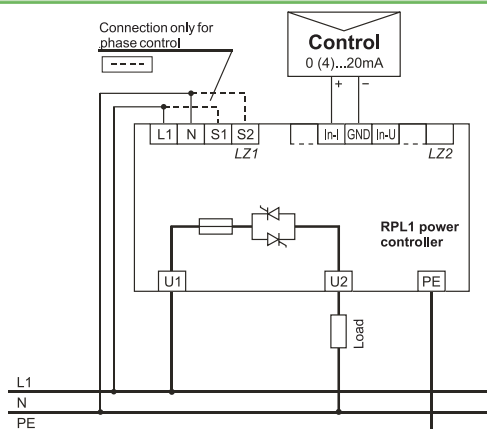 Connection only for
phase control
Control
0 (4)...20mA
+ −
L1 N S1 S2
LZ1
In-I GND In-U
LZ2
RPL1 power
controller
U1 U2 PE
Load
L1
N
PE